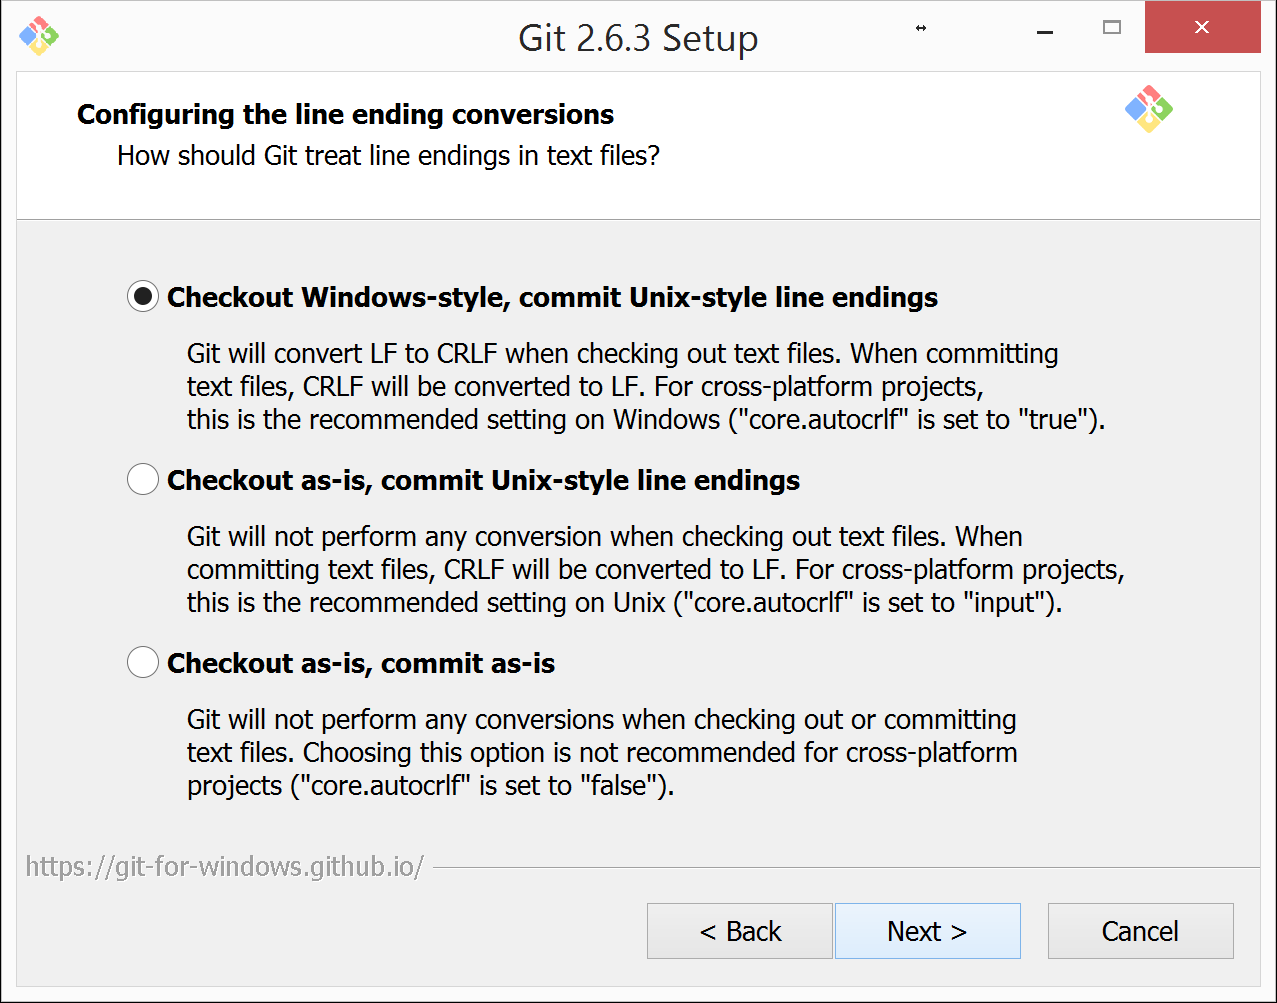 Git 2.6.3 Setup
Configuring the line ending conversions
How should Git treat line endings in text files?
Checkout Windows-style, commit Unix-style line endings
Git will convert LF to CRLF when checking out text files. When committing
text files, CRLF will be converted to LF. For cross-platform projects,
this is the recommended setting on Windows ("core.autocrlf" is set to "true").
Checkout as-is, commit Unix-style line endings
Git will not perform any conversion when checking out text files. When
committing text files, CRLF will be converted to LF. For cross-platform projects,
this is the recommended setting on Unix ("core.autocrlf" is set to "input").
Checkout as-is, commit as-is
Git will not perform any conversions when checking out or committing
text files. Choosing this option is not recommended for cross-platform
projects ("core.autocrlf" is set to "false").
https://git-for-windows.github.io/
< Back
Next >
Cancel